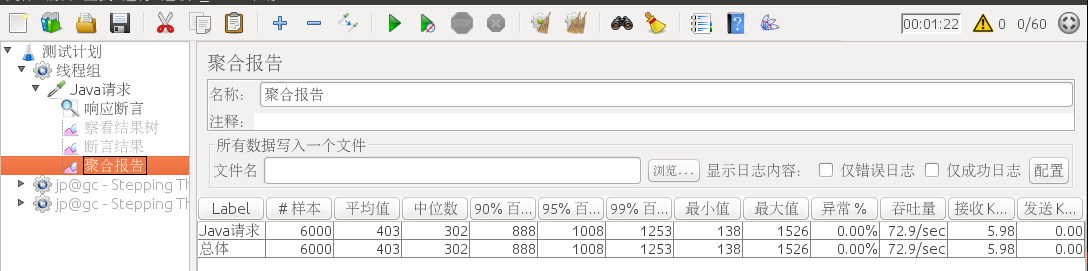 00:01:22 0 0/60
测试计划
线程组
Java请求
响应断言
察看结果树
断言结果
聚合报告
jp@gc - Stepping Th
jp@gc - Stepping Th
聚合报告
名称: 聚合报告
注释:
所有数据写入一个文件
文件名 浏览... 显示日志内容: 仅错误日志 仅成功日志 配置
Label # 样本 平均值 中位数 90% 百... 95% 百... 99% 百... 最小值 最大值 异常 % 吞吐量 接收 K... 发送 K...
Java请求 6000 403 302 888 1008 1253 138 1526 0.00% 72.9/sec 5.98 0.00
总体 6000 403 302 888 1008 1253 138 1526 0.00% 72.9/sec 5.98 0.00